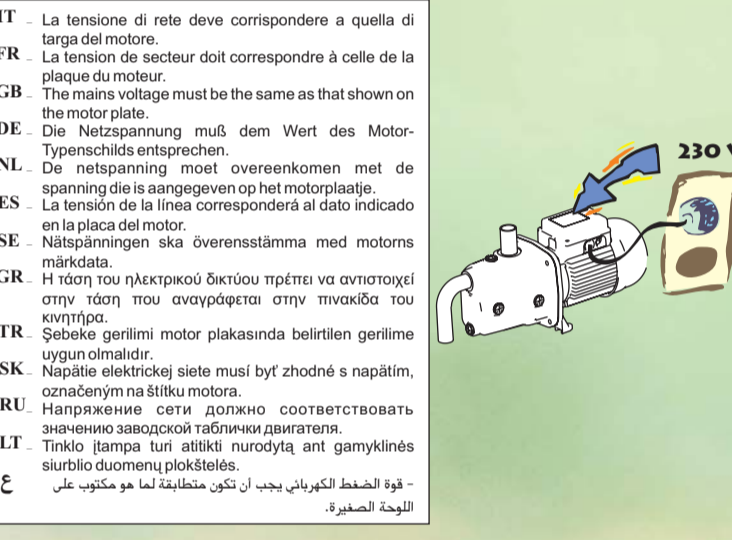 IT – La tensione di rete deve corrispondere a quella di
targa del motore.
FR – La tension de secteur doit correspondre à celle de la
plaque du moteur.
GB – The mains voltage must be the same as that shown on
the motor plate.
DE – Die Netzspannung muß dem Wert des Motor-
Typenschilds entsprechen.
NL – De netspanning moet overeenkomen met de
spanning die is aangegeven op het motorplaatje.
ES – La tensión de la línea corresponderá al dato indicado
en la placa del motor.
SE – Nätspänningen ska överensstämma med motorns
märkdata.
GR – Η τάση του ηλεκτρικού δικτύου πρέπει να αντιστοιχεί
στην τάση που αναγράφεται στην πινακίδα του
κινητήρα.
TR – Şebeke gerilimi motor plakasında belirtilen gerilime
uygun olmalıdır.
SK – Napätie elektrickej siete musí byť zhodné s napätím,
označeným na štítku motora.
RU – Напряжение сети должно соответствовать
значению заводской таблички двигателя.
LT – Tinklo įtampa turi atitikti nurodytą ant gamyklinės
siurblio duomenų plokštelės.
ع – قوة الضغط الكهربائي يجب ان تكون متطابقة لما هو مكتوب على
اللوحة الصغيرة.
230 V